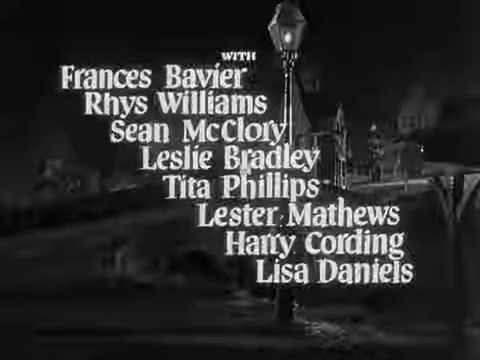 WITH
Frances Bavier
Rhys Williams
Sean McClory
Leslie Bradley
Tita Phillips
Lester Mathews
Harry Cording
Lisa Daniels